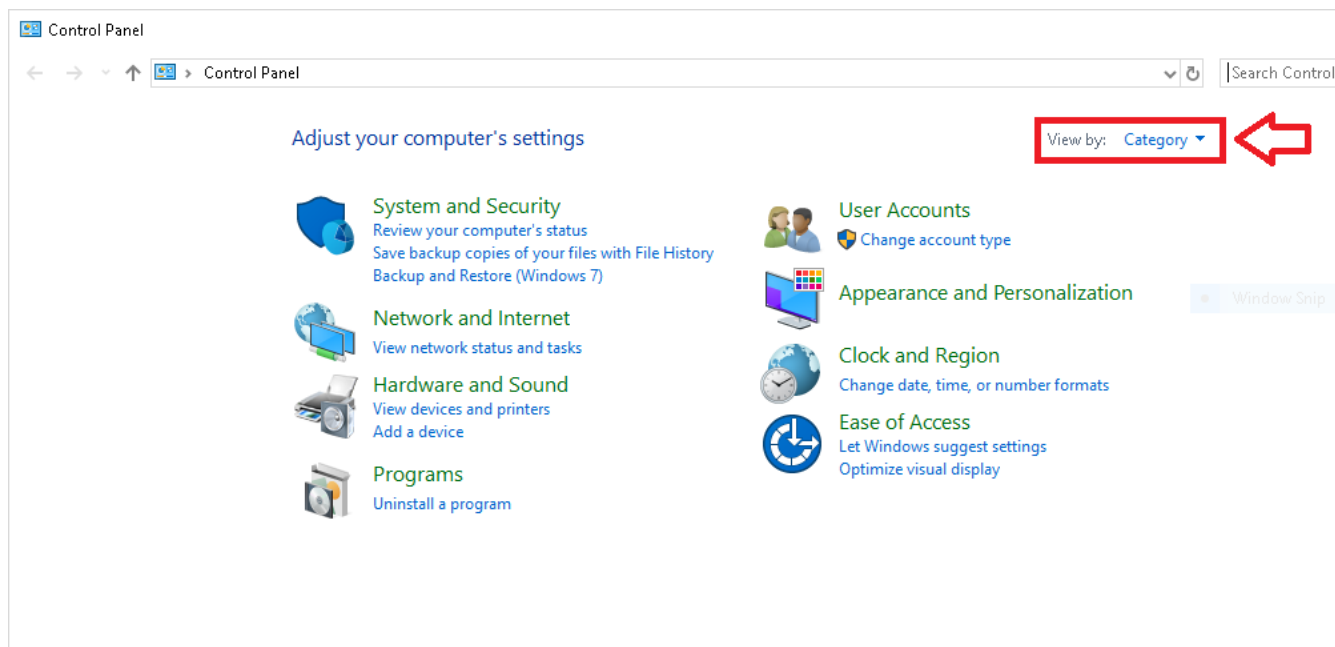 Control Panel
Control Panel
Search Control
Adjust your computer's settings
View by: Category
System and Security
Review your computer's status
Save backup copies of your files with File History
Backup and Restore (Windows 7)
Network and Internet
View network status and tasks
Hardware and Sound
View devices and printers
Add a device
Programs
Uninstall a program
User Accounts
Change account type
Appearance and Personalization
Window Snip
Clock and Region
Change date, time, or number formats
Ease of Access
Let Windows suggest settings
Optimize visual display